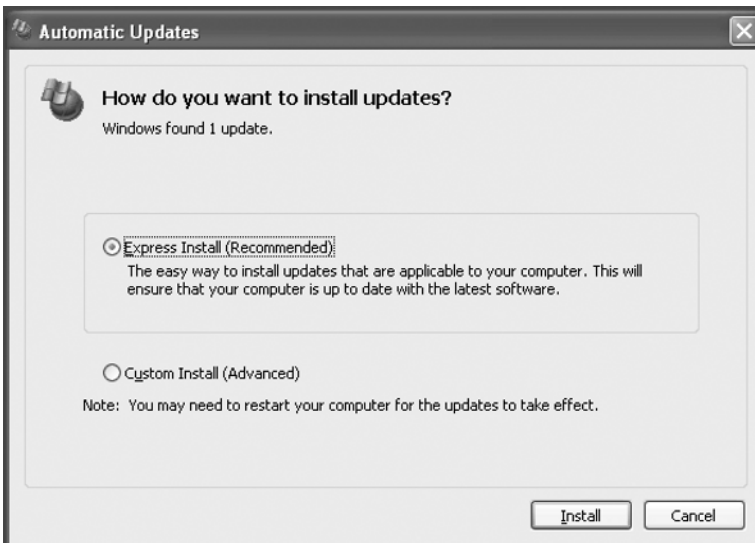 Automatic Updates
How do you want to install updates?
Windows found 1 update.
Express Install (Recommended)
The easy way to install updates that are applicable to your computer. This will
ensure that your computer is up to date with the latest software.
Custom Install (Advanced)
Note: You may need to restart your computer for the updates to take effect.
Install Cancel